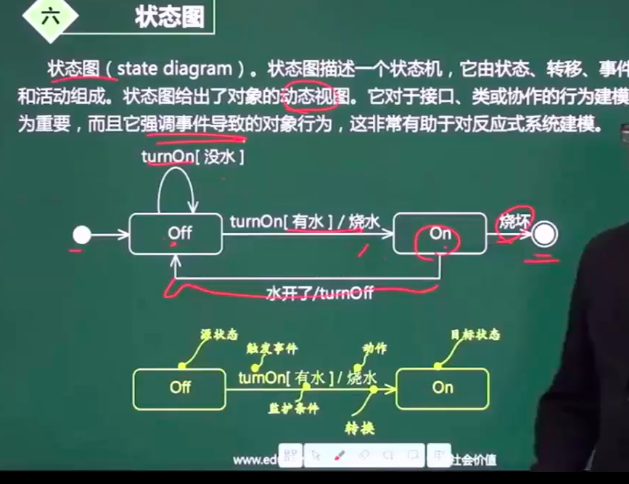 六
状态图
状态图（state diagram）。状态图描述一个状态机，它由状态、转移、事件
和活动组成。状态图给出了对象的动态视图。它对于接口、类或协作的行为建模
为重要，而且它强调事件导致的对象行为，这非常有助于对反应式系统建模。
turnOn[ 没水 ]
Off
turnOn[ 有水 ] / 烧水
On
烧坏
水开了/turnOff
源状态
触发事件
动作
目标状态
Off
turnOn[ 有水 ] / 烧水
On
监护条件
转换
www.ed
社会价值